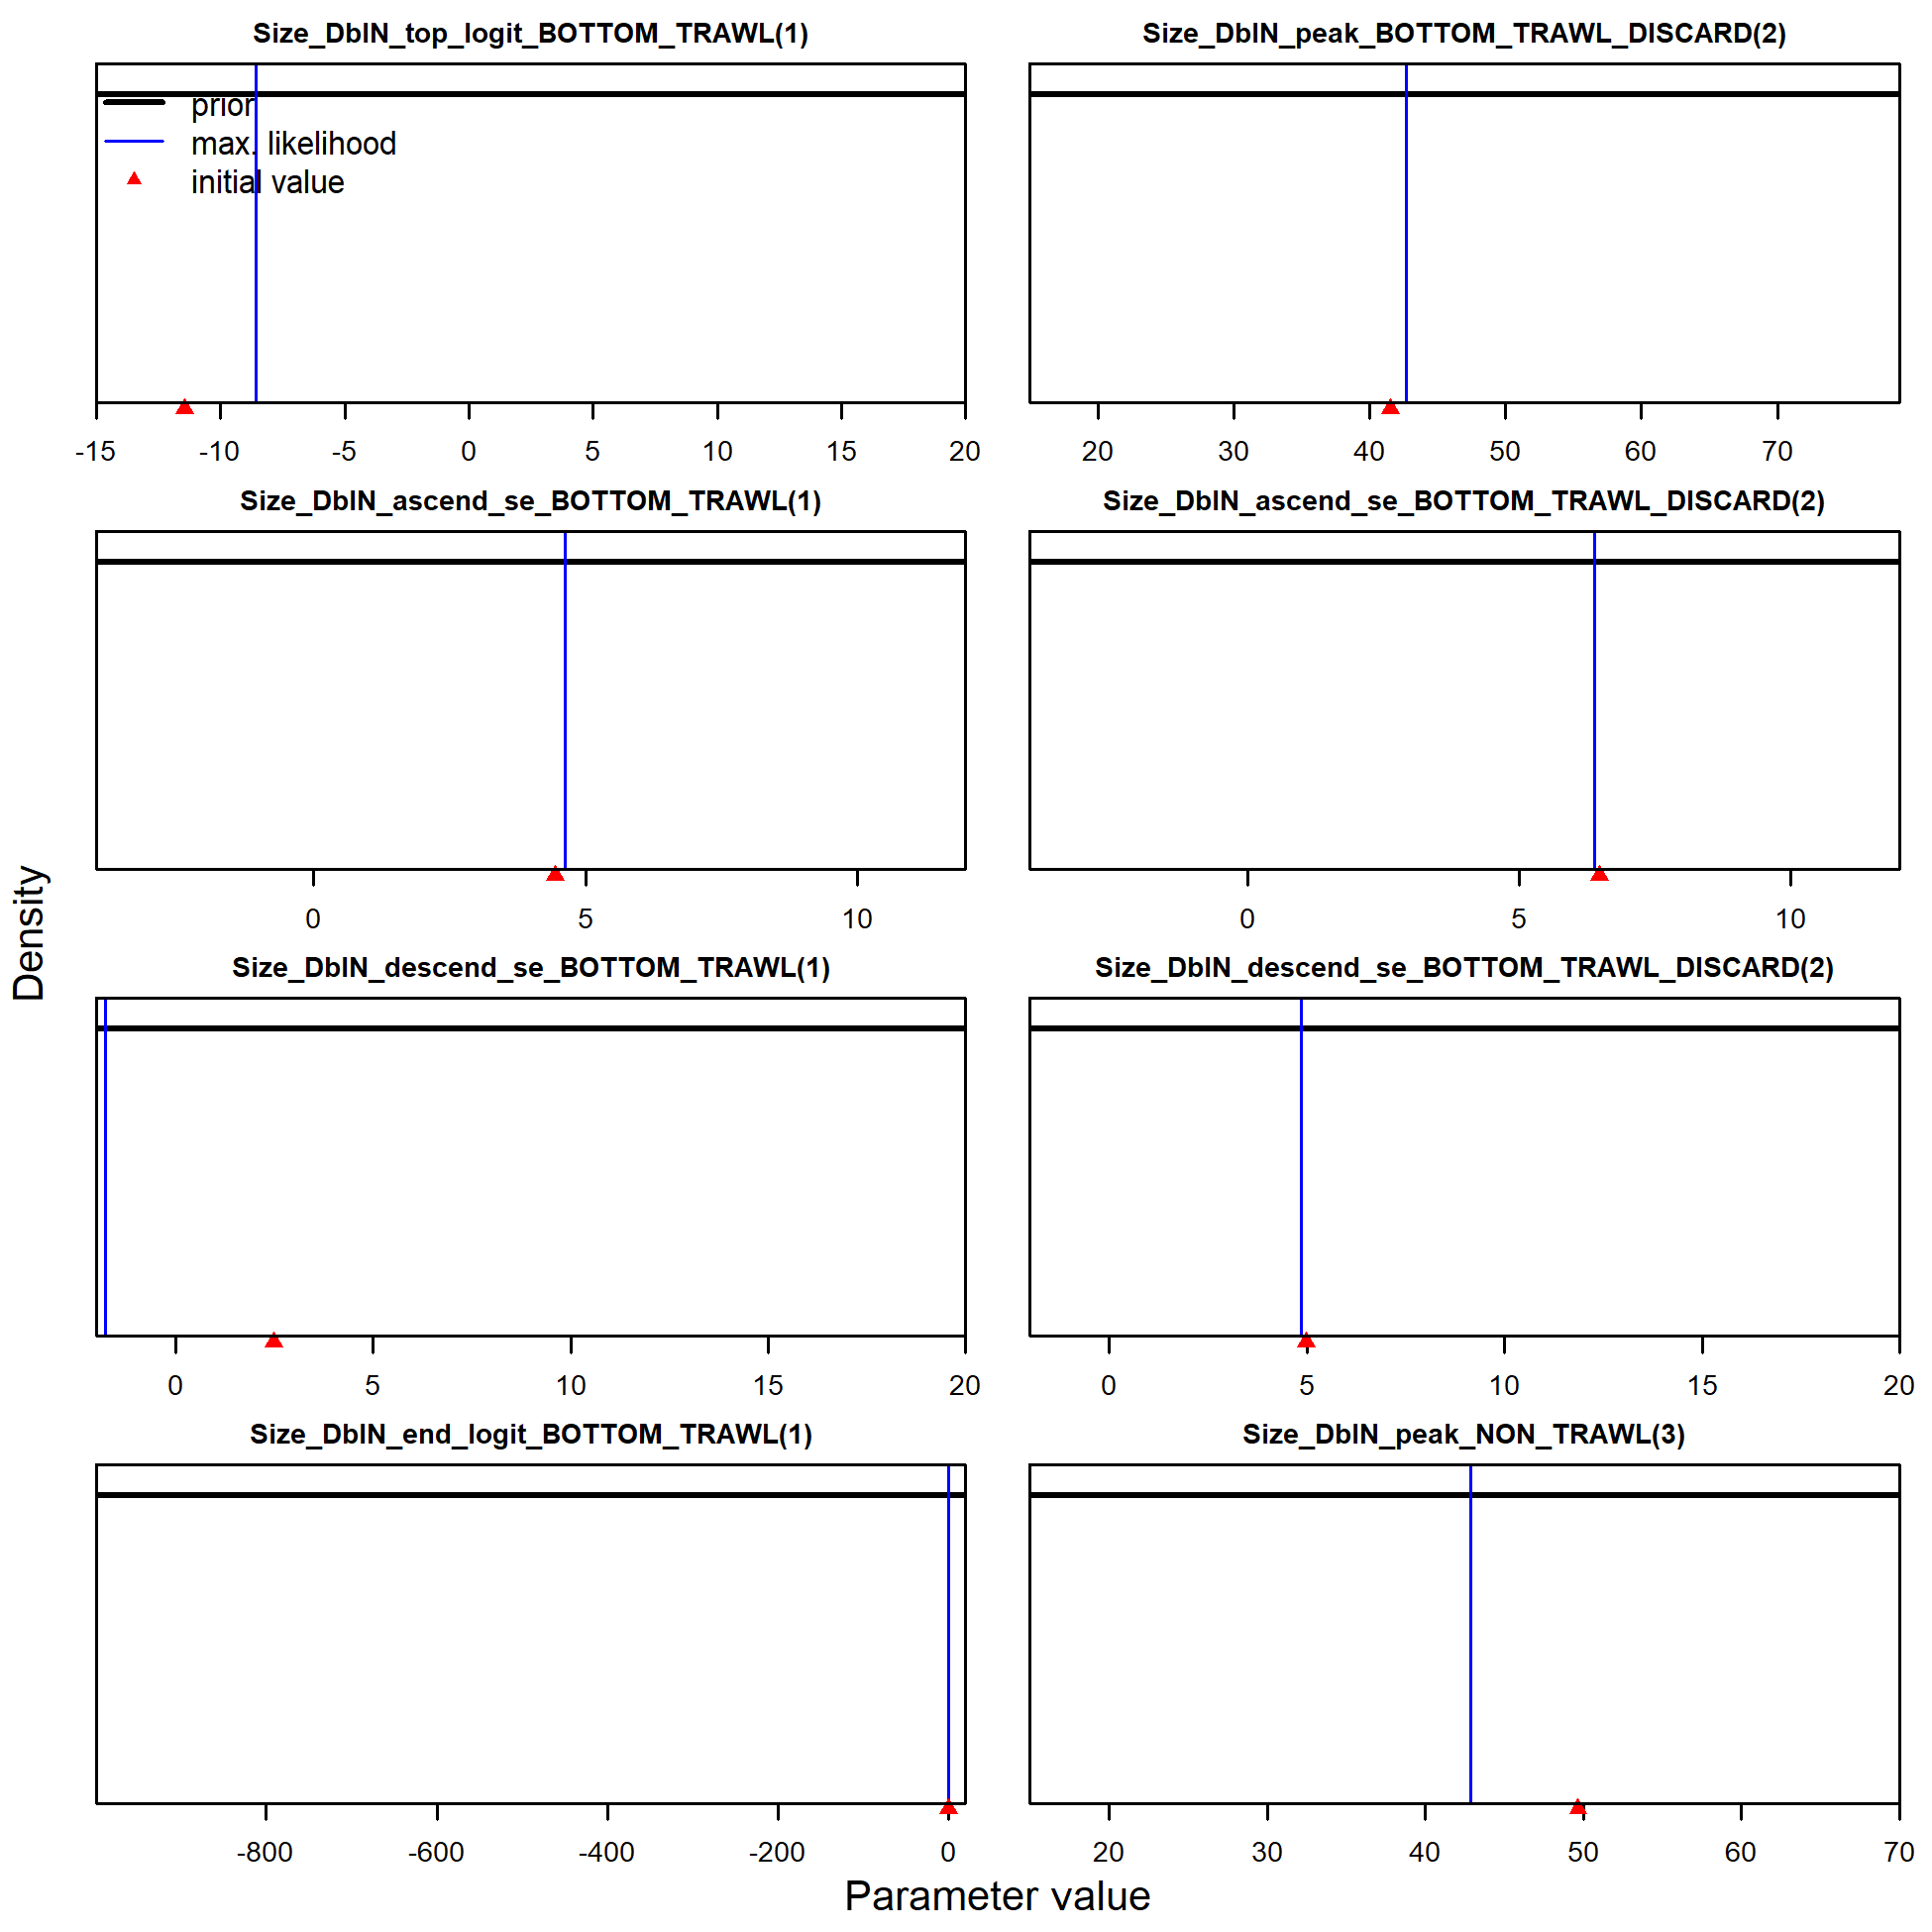 Size_DblN_top_logit_BOTTOM_TRAWL(1)
prior
max. likelihood
initial value
-15 -10 -5 0 5 10 15 20
Size_DblN_peak_BOTTOM_TRAWL_DISCARD(2)
20 30 40 50 60 70
Size_DblN_ascend_se_BOTTOM_TRAWL(1)
0 5 10
Size_DblN_ascend_se_BOTTOM_TRAWL_DISCARD(2)
0 5 10
Size_DblN_descend_se_BOTTOM_TRAWL(1)
0 5 10 15 20
Size_DblN_descend_se_BOTTOM_TRAWL_DISCARD(2)
0 5 10 15 20
Size_DblN_end_logit_BOTTOM_TRAWL(1)
-800 -600 -400 -200 0
Size_DblN_peak_NON_TRAWL(3)
20 30 40 50 60 70
Density
Parameter value